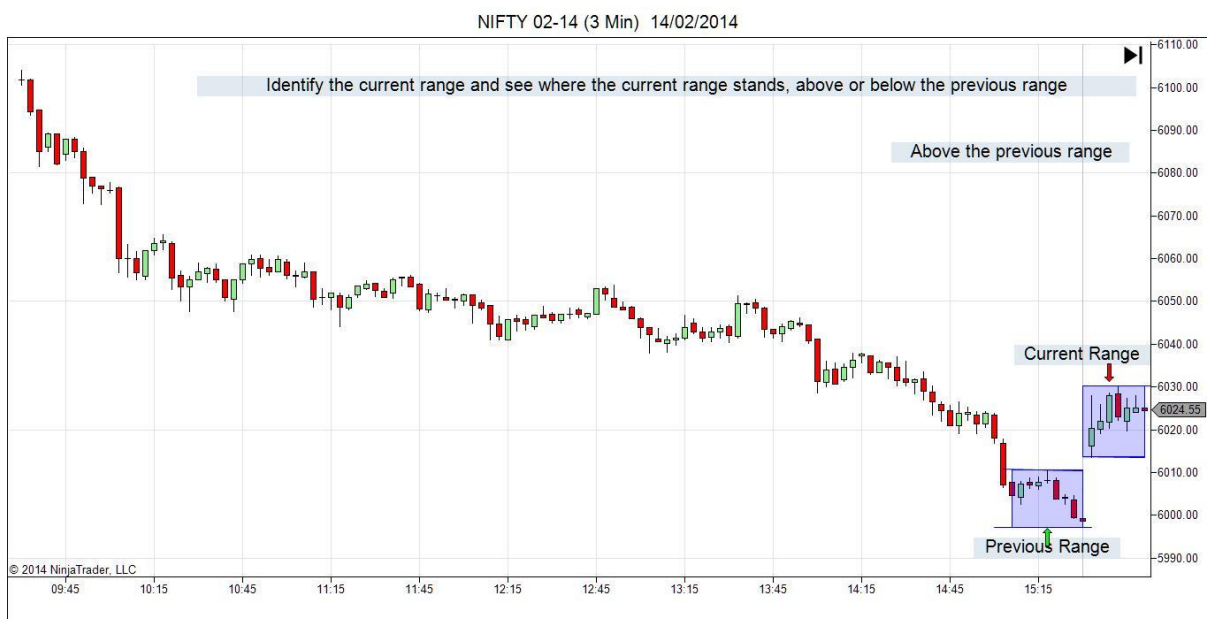 NIFTY 02-14 (3 Min) 14/02/2014
6110.00
Identify the current range and see where the current range stands, above or below the previous range
6100.00
6090.00
Above the previous range
6080.00
6070.00
6060.00
6050.00
6040.00
Current Range
6030.00
6024.55
6020.00
6010.00
6000.00
Previous Range
5990.00
© 2014 NinjaTrader, LLC
09:45 10:15 10:45 11:15 11:45 12:15 12:45 13:15 13:45 14:15 14:45 15:15